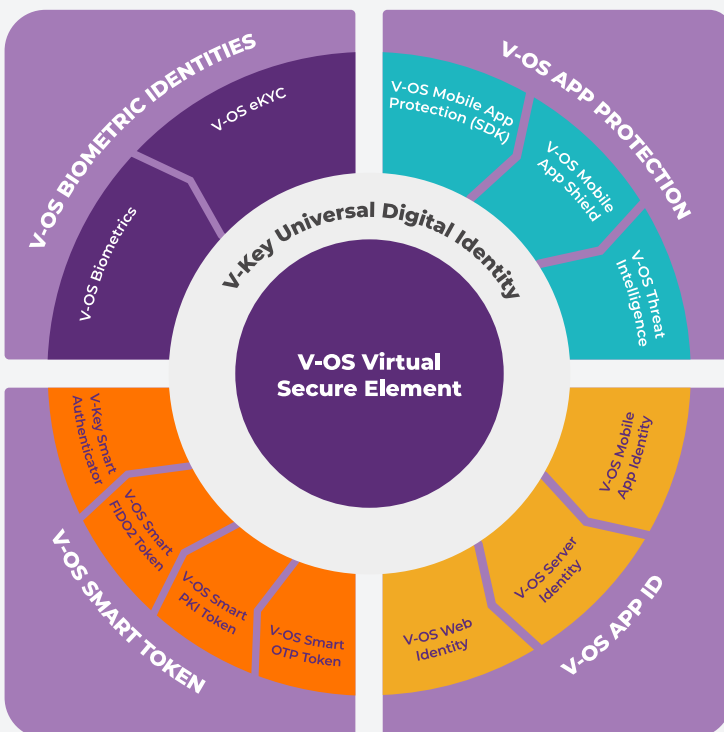 V-OS BIOMETRIC IDENTITIES
V-OS eKYC
V-OS Biometrics
V-OS APP PROTECTION
V-OS Mobile App
Protection (SDK)
V-OS Mobile
App Shield
V-OS Threat
Intelligence
V-Key Universal Digital Identity
V-OS Virtual
Secure Element
V-Key Smart
Authenticator
V-OS Smart
FIDO2 Token
V-OS Smart
PKI Token
V-OS Smart
OTP Token
V-OS SMART TOKEN
V-OS Mobile
App Identity
V-OS Server
Identity
V-OS Web
Identity
V-OS APP ID